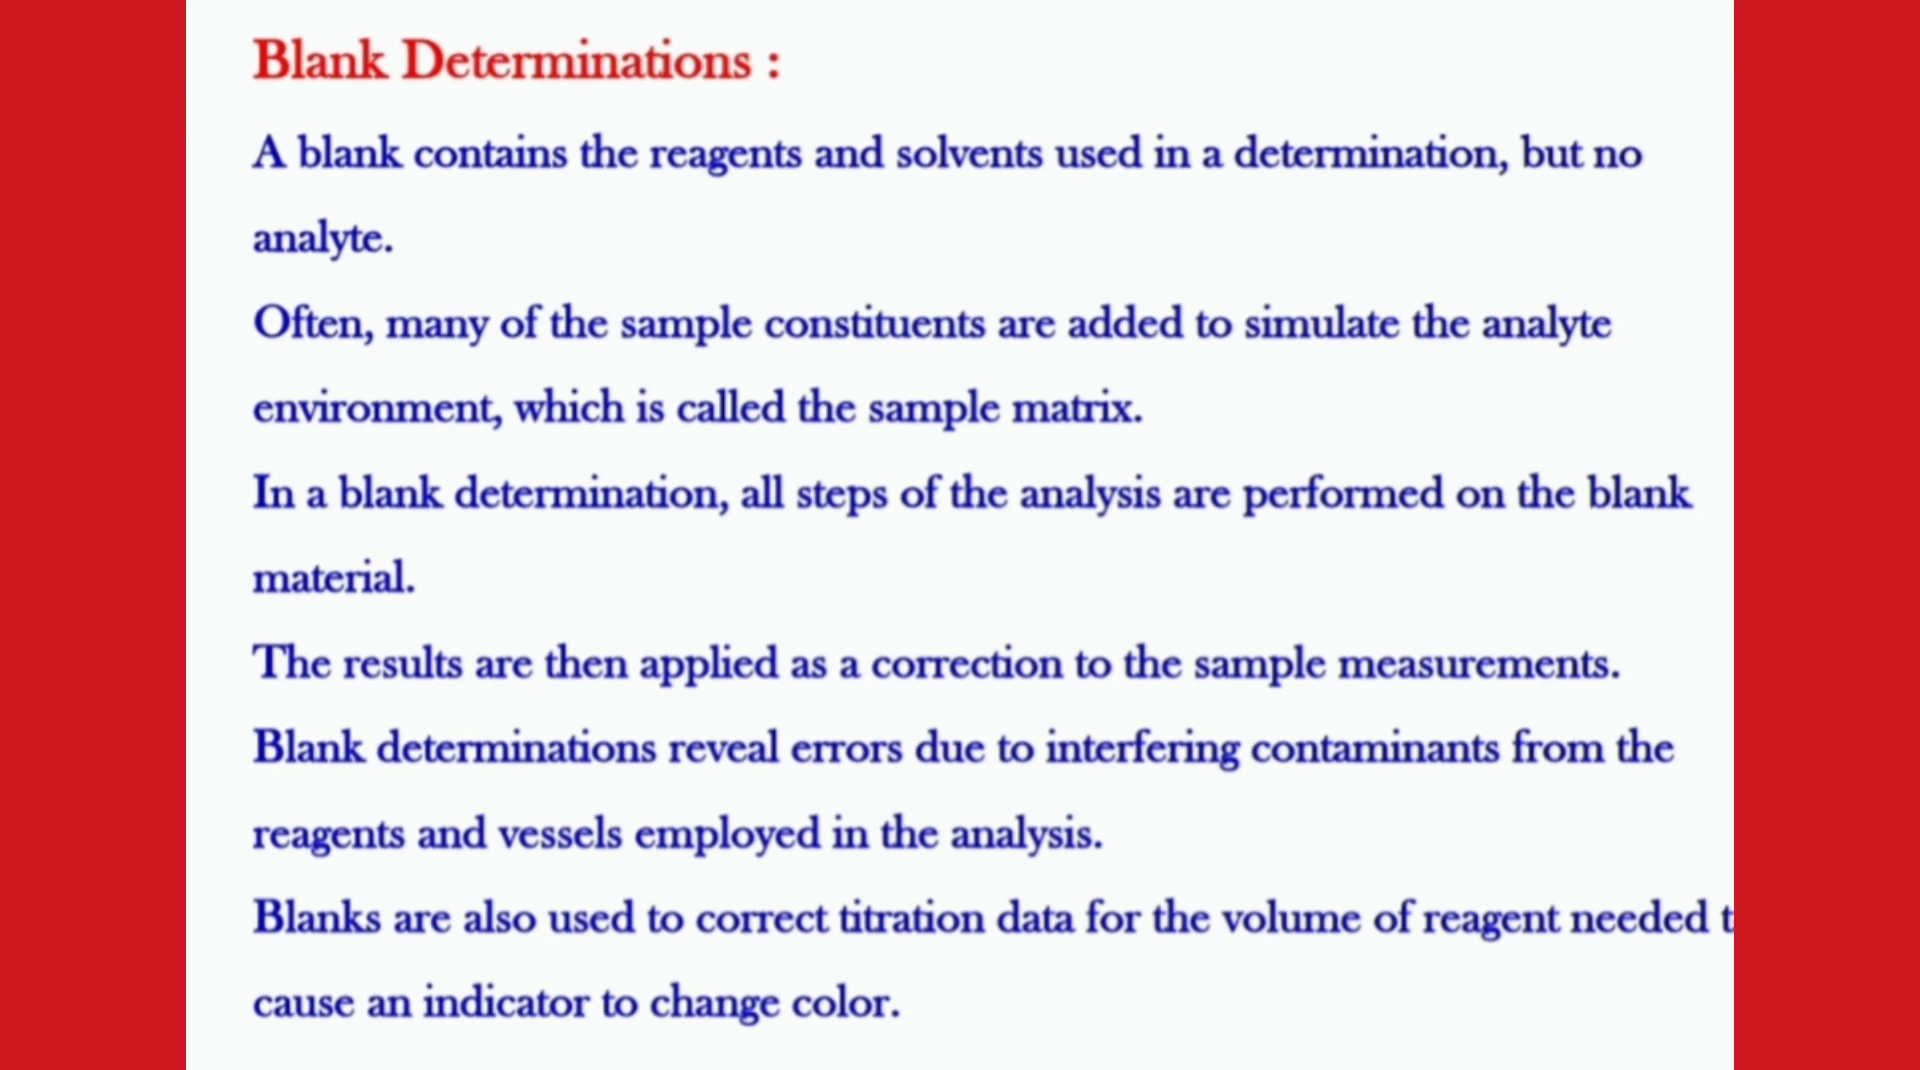 Blank Determinations :
A blank contains the reagents and solvents used in a determination, but no
analyte.
Often, many of the sample constituents are added to simulate the analyte
environment, which is called the sample matrix.
In a blank determination, all steps of the analysis are performed on the blank
material.
The results are then applied as a correction to the sample measurements.
Blank determinations reveal errors due to interfering contaminants from the
reagents and vessels employed in the analysis.
Blanks are also used to correct titration data for the volume of reagent needed t
cause an indicator to change color.